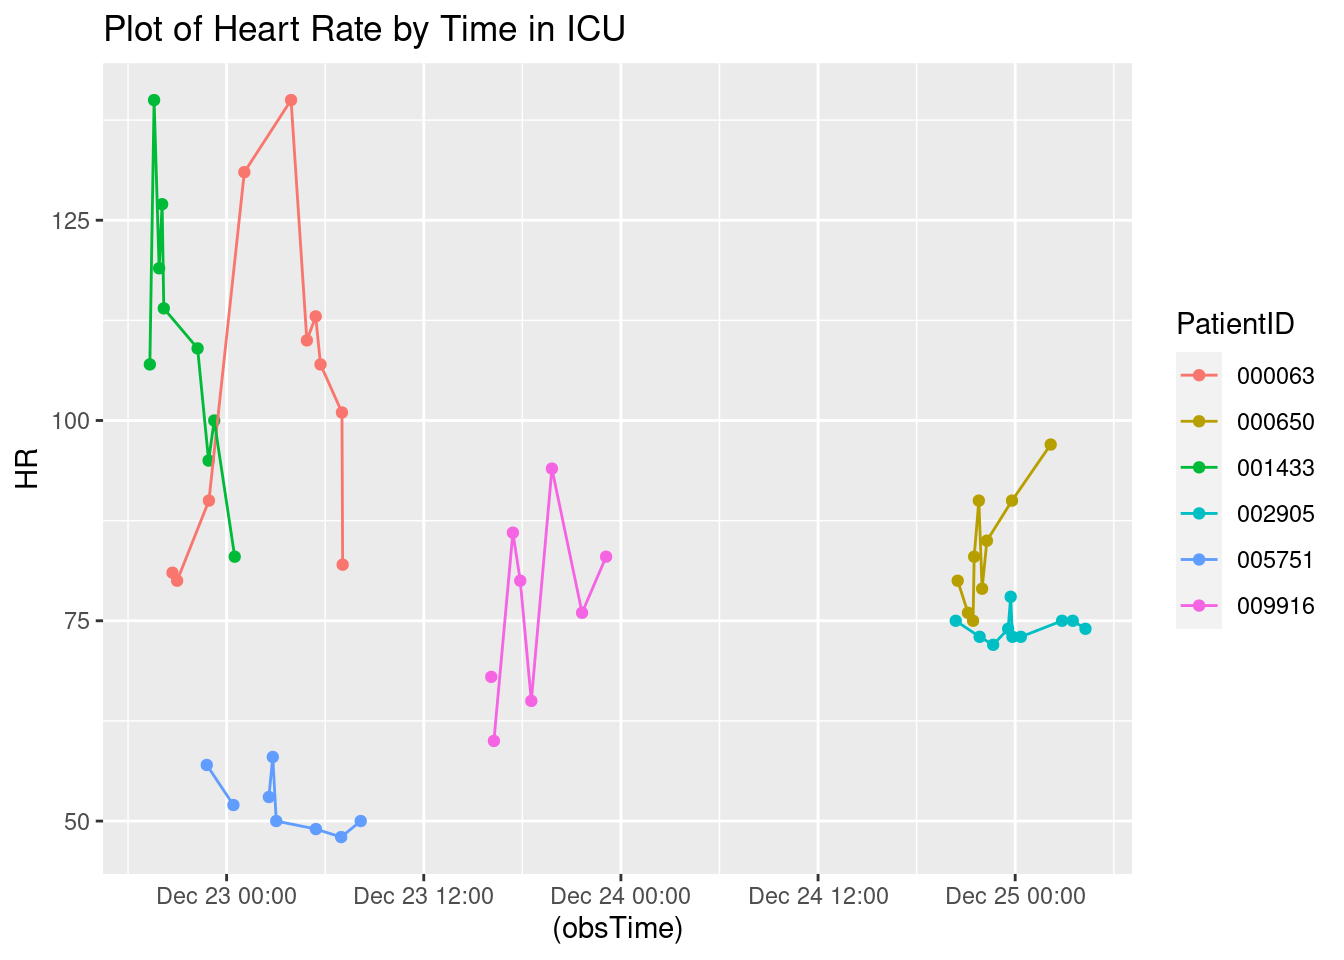 Plot of Heart Rate by Time in ICU
125
100
75
50
HR
Dec 23 00:00
Dec 23 12:00
Dec 24 00:00
Dec 24 12:00
Dec 25 00:00
(obsTime)
PatientID
000063
000650
001433
002905
005751
009916